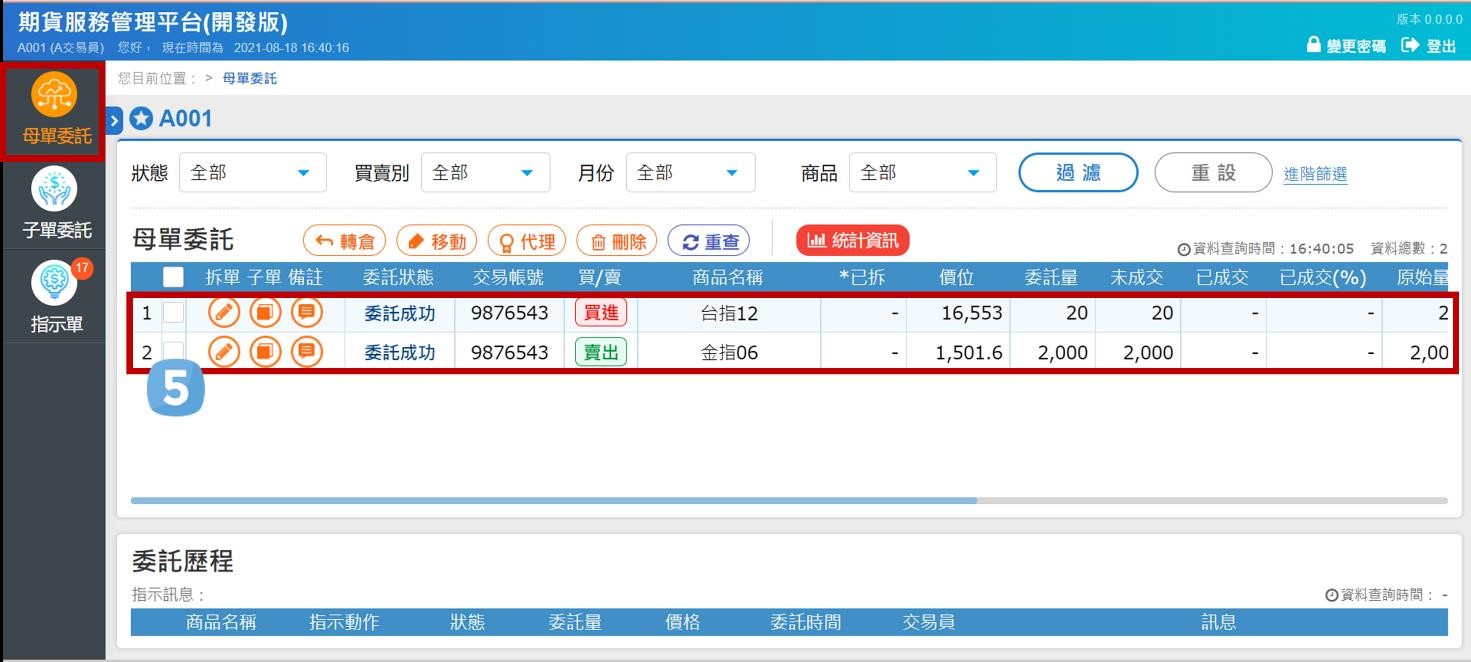 期貨服務管理平台(開發版)
版本 0.0.0.0
A001 (A交易員) 您好， 現在時間為 2021-08-18 16:40:16
變更密碼 登出
您目前位置： > 母單委託
母單委託
子單委託
17
指示單
A001
狀態 全部 買賣別 全部 月份 全部 商品 全部 過濾 重設 進階篩選
母單委託 轉倉 移動 代理 刪除 重查 統計資訊
資料查詢時間：16:40:05 資料總數：2
拆單 子單 備註 委託狀態 交易帳號 買/賣 商品名稱 *已拆 價位 委託量 未成交 已成交 已成交(%) 原始量
1 委託成功 9876543 買進 台指12 - 16,553 20 20 - - 2
2 委託成功 9876543 賣出 金指06 - 1,501.6 2,000 2,000 - - 2,00
5
委託歷程
指示訊息：
資料查詢時間： -
商品名稱 指示動作 狀態 委託量 價格 委託時間 交易員 訊息